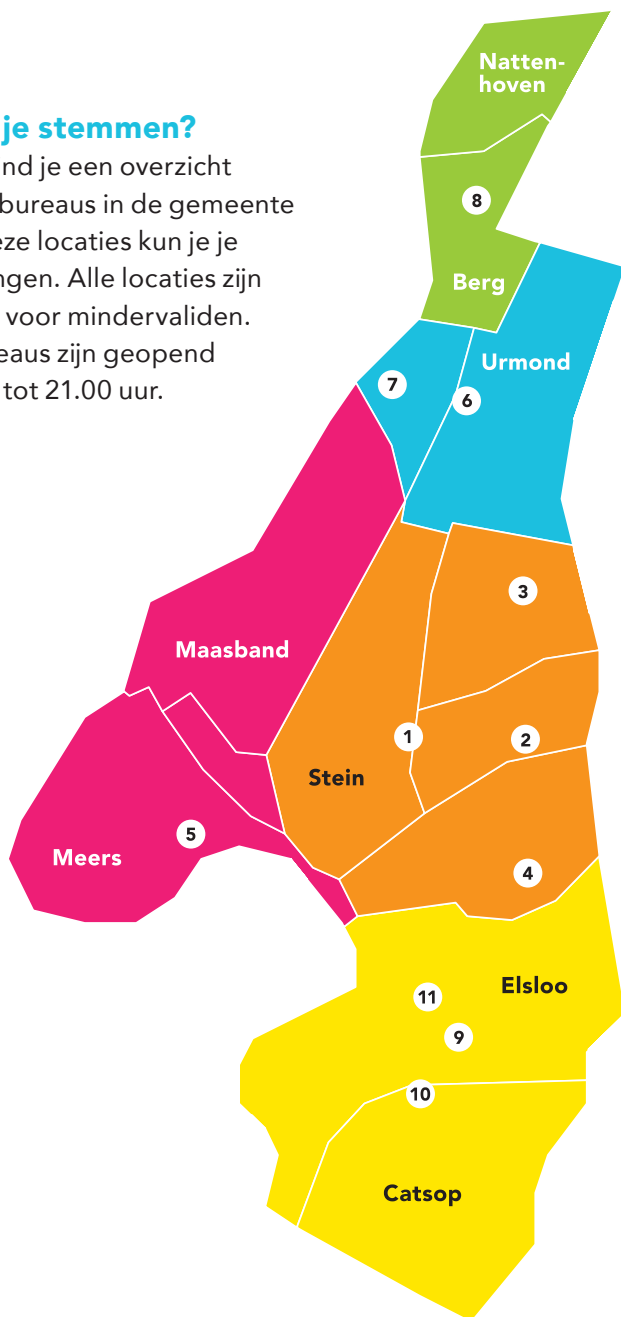 je stemmen?
nd je een overzicht
bureaus in de gemeente
eze locaties kun je je
ngen. Alle locaties zijn
voor mindervaliden.
eaus zijn geopend
tot 21.00 uur.
Natten-
hoven
8
Berg
Urmond
7
6
3
Maasband
1
2
Stein
5
Meers
4
Elsloo
11
9
10
Catsop